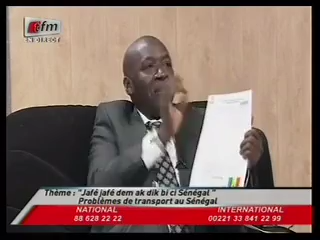 tfm
Thème : "Jafé jafé dem ak dik bi ci Sénégal "
Problèmes de transport au Sénégal
NATIONAL
88 628 22 22
INTERNATIONAL
00221 33 841 22 99